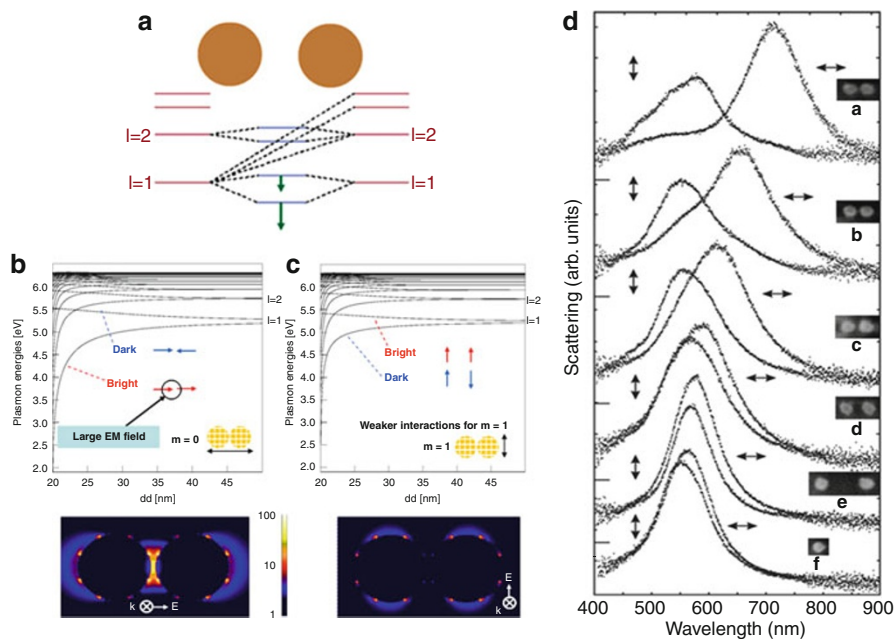 a
l=2
l=2
l=1
l=1
b
Plasmon energies [eV]
6.0
5.5
5.0
4.5
4.0
3.5
3.0
2.5
2.0
l=2
l=1
Dark
Bright
Large EM field
m = 0
20 25 30 35 40 45
dd [nm]
c
Plasmon energies [eV]
6.0
5.5
5.0
4.5
4.0
3.5
3.0
2.5
2.0
l=2
l=1
Bright
Dark
Weaker interactions for m = 1
m = 1
20 25 30 35 40 45
dd [nm]
k E
100
10
1
E
k
d
Scattering (arb. units)
a
b
c
d
e
f
400 500 600 700 800 900
Wavelength (nm)